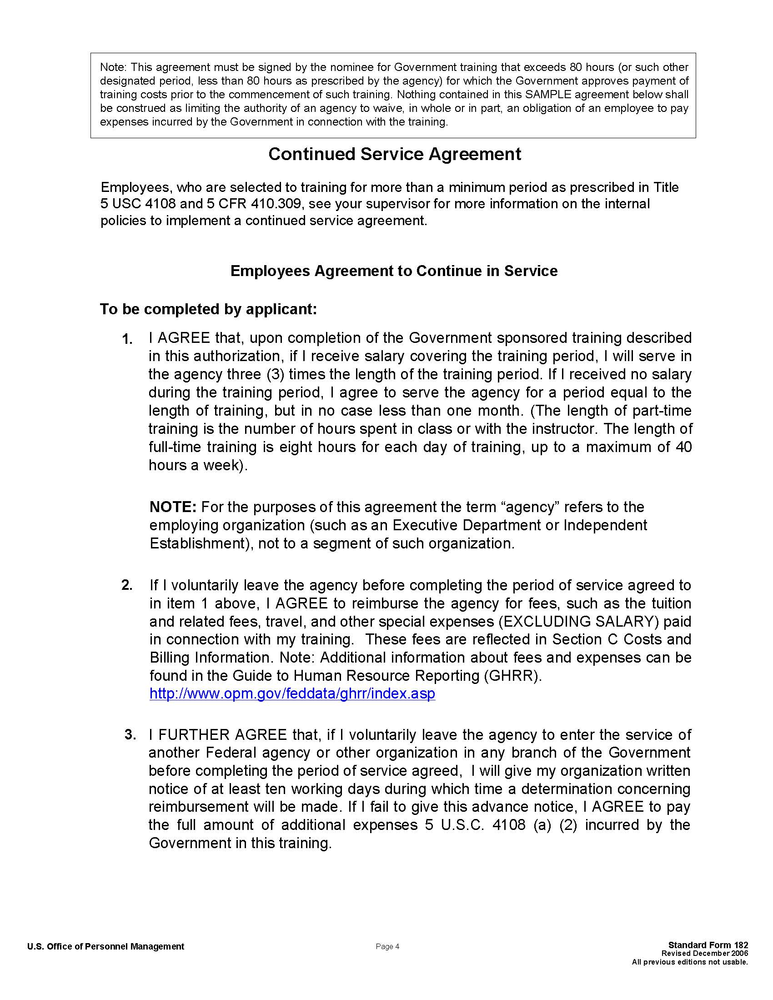 Note: This agreement must be signed by the nominee for Government training that exceeds 80 hours (or such other
designated period, less than 80 hours as prescribed by the agency) for which the Government approves payment of
training costs prior to the commencement of such training. Nothing contained in this SAMPLE agreement below shall
be construed as limiting the authority of an agency to waive, in whole or in part, an obligation of an employee to pay
expenses incurred by the Government in connection with the training.
Continued Service Agreement
Employees, who are selected to training for more than a minimum period as prescribed in Title
5 USC 4108 and 5 CFR 410.309, see your supervisor for more information on the internal
policies to implement a continued service agreement.
Employees Agreement to Continue in Service
To be completed by applicant:
1. I AGREE that, upon completion of the Government sponsored training described
in this authorization, if I receive salary covering the training period, I will serve in
the agency three (3) times the length of the training period. If I received no salary
during the training period, I agree to serve the agency for a period equal to the
length of training, but in no case less than one month. (The length of part-time
training is the number of hours spent in class or with the instructor. The length of
full-time training is eight hours for each day of training, up to a maximum of 40
hours a week).
NOTE: For the purposes of this agreement the term “agency” refers to the
employing organization (such as an Executive Department or Independent
Establishment), not to a segment of such organization.
2. If I voluntarily leave the agency before completing the period of service agreed to
in item 1 above, I AGREE to reimburse the agency for fees, such as the tuition
and related fees, travel, and other special expenses (EXCLUDING SALARY) paid
in connection with my training. These fees are reflected in Section C Costs and
Billing Information. Note: Additional information about fees and expenses can be
found in the Guide to Human Resource Reporting (GHRR).
http://www.opm.gov/feddata/ghrr/index.asp
3. I FURTHER AGREE that, if I voluntarily leave the agency to enter the service of
another Federal agency or other organization in any branch of the Government
before completing the period of service agreed, I will give my organization written
notice of at least ten working days during which time a determination concerning
reimbursement will be made. If I fail to give this advance notice, I AGREE to pay
the full amount of additional expenses 5 U.S.C. 4108 (a) (2) incurred by the
Government in this training.
U.S. Office of Personnel Management
Page 4
Standard Form 182
Revised December 2006
All previous editions not usable.